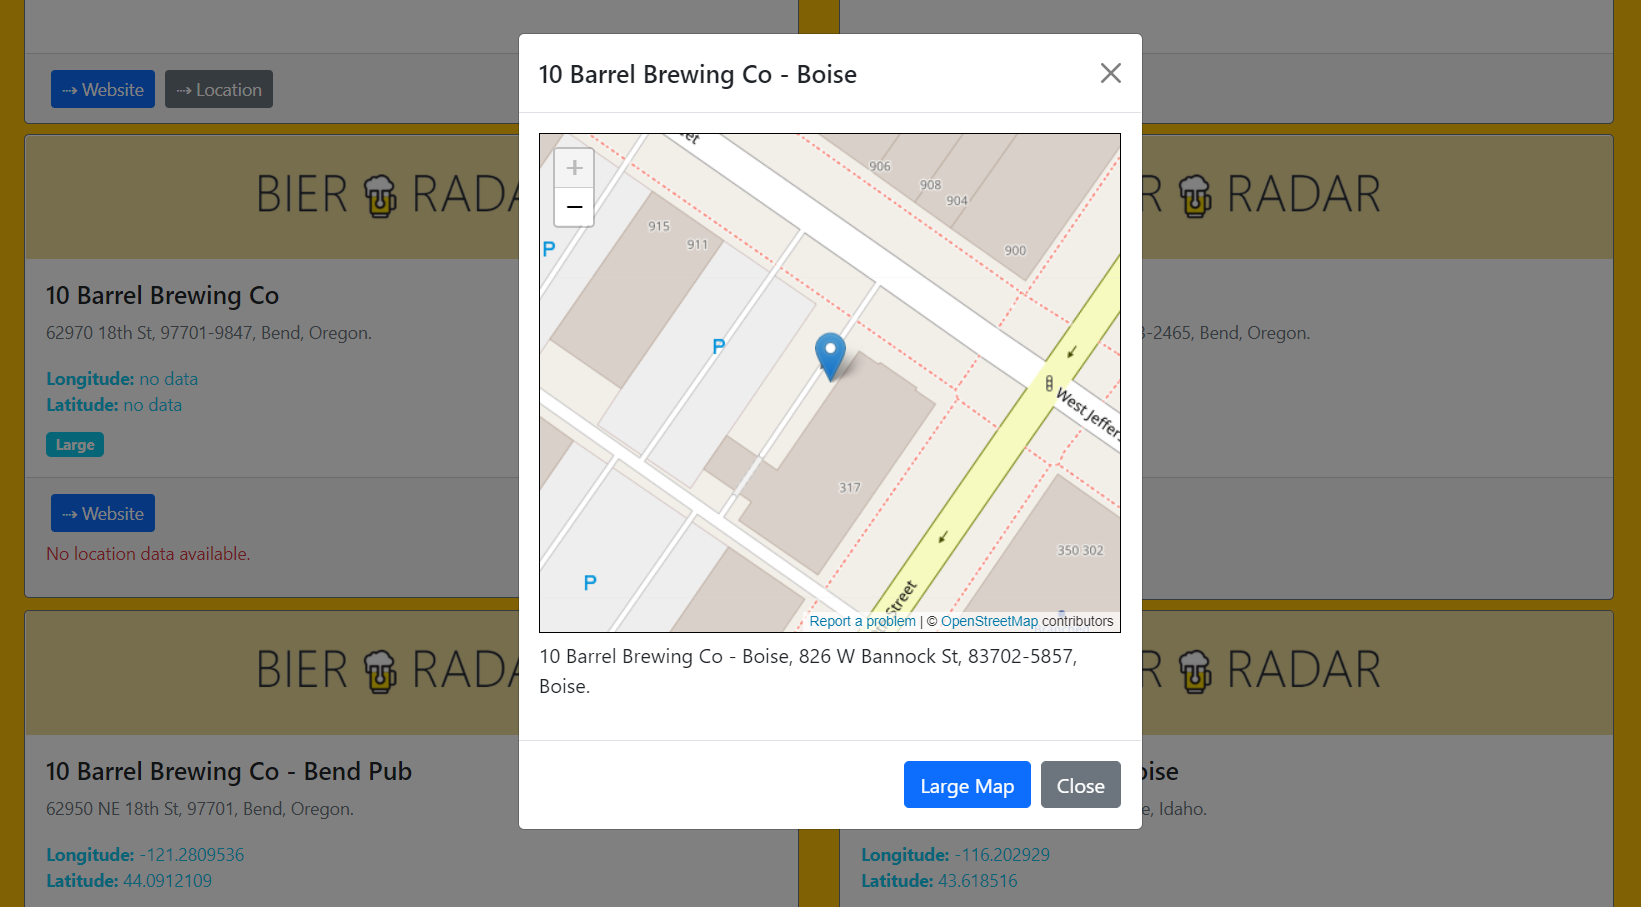 ⇢ Website ⇢ Location
10 Barrel Brewing Co - Boise
BIER RADA
R RADAR
10 Barrel Brewing Co
62970 18th St, 97701-9847, Bend, Oregon.
-2465, Bend, Oregon.
Longitude: no data
Latitude: no data
Large
⇢ Website
No location data available.
+
−
et
906
908
904
900
915
911
P
P
P
317
West Jeffers
350 302
Street
Report a problem | © OpenStreetMap contributors
10 Barrel Brewing Co - Boise, 826 W Bannock St, 83702-5857,
Boise.
Large Map Close
BIER RADA
R RADAR
10 Barrel Brewing Co - Bend Pub
62950 NE 18th St, 97701, Bend, Oregon.
Longitude: -121.2809536
Latitude: 44.0912109
oise
e, Idaho.
Longitude: -116.202929
Latitude: 43.618516